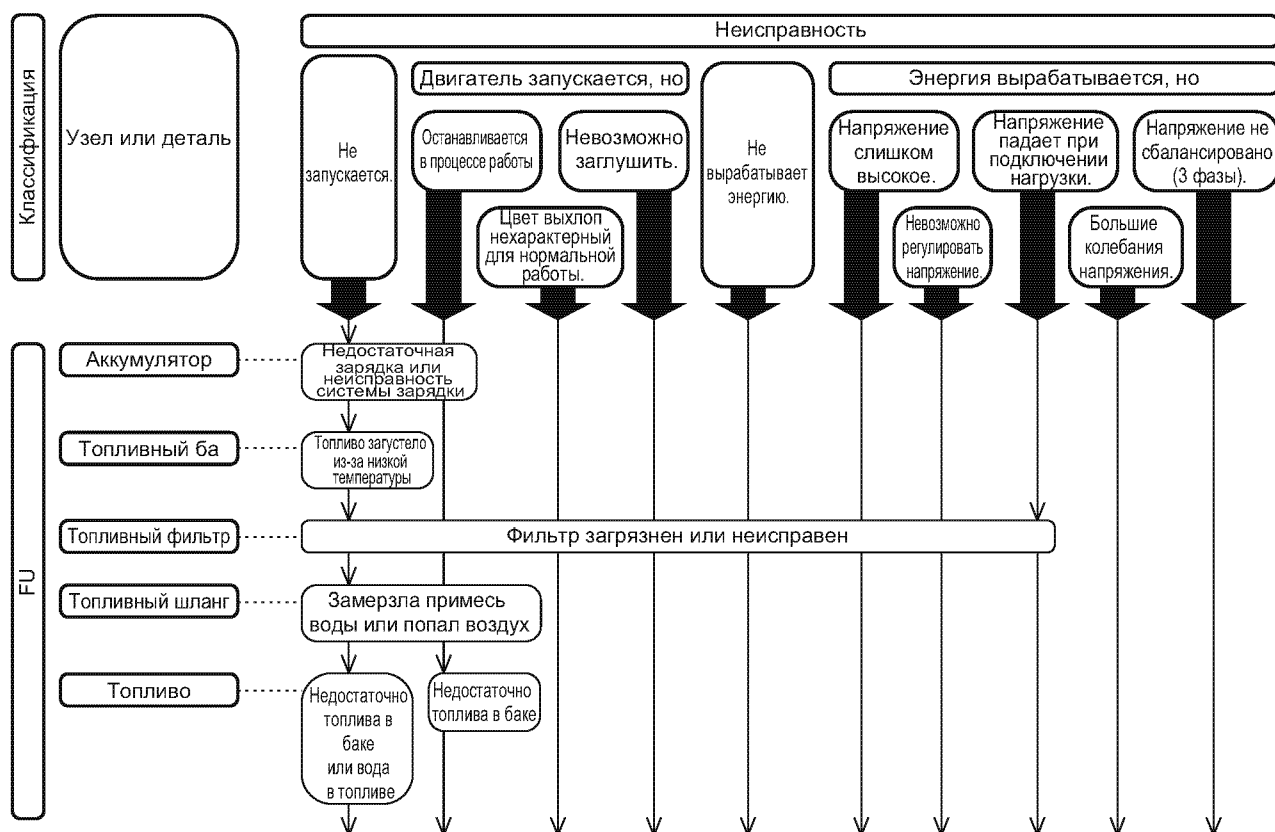 Неисправность
Классификация
Узел или деталь
Не
запускается.
Двигатель запускается, но
Останавливается
в процессе работы
Невозможно
заглушить.
Цвет выхлоп
нехарактерный
для нормальной
работы.
Не
вырабатывает
энергию.
Энергия вырабатывается, но
Напряжение
слишком
высокое.
Напряжение
падает при
подключении
нагрузки.
Напряжение не
сбалансировано
(3 фазы).
Невозможно
регулировать
напряжение.
Большие
колебания
напряжения.
FU
Аккумулятор
Недостаточная
зарядка или
неисправность
системы зарядки
Топливный ба
Топливо загустело
из-за низкой
температуры
Топливный фильтр
Фильтр загрязнен или неисправен
Топливный шланг
Замерзла примесь
воды или попал воздух
Топливо
Недостаточно
топлива в
баке
или вода
в топливе
Недостаточно
топлива в баке